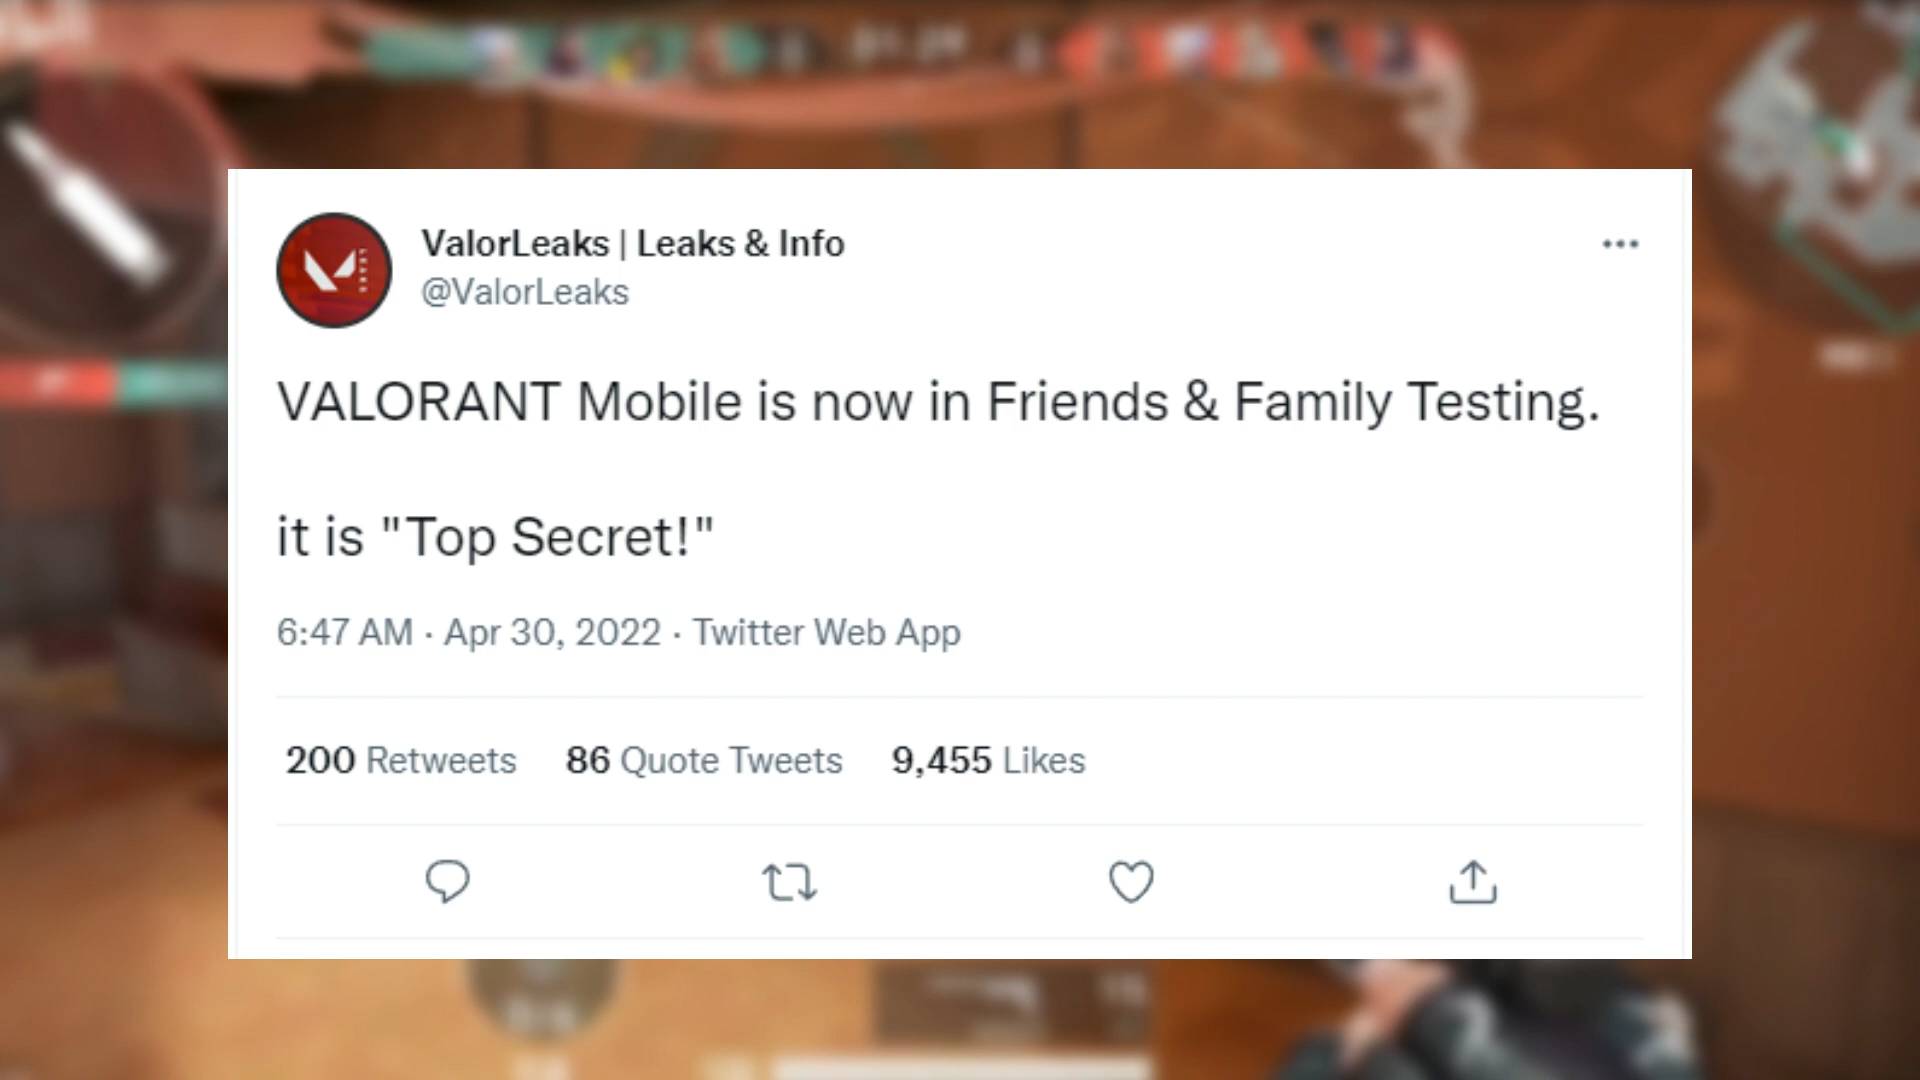 ValorLeaks | Leaks & Info
@ValorLeaks
VALORANT Mobile is now in Friends & Family Testing.
it is "Top Secret!"
6:47 AM · Apr 30, 2022 · Twitter Web App
200 Retweets 86 Quote Tweets 9,455 Likes